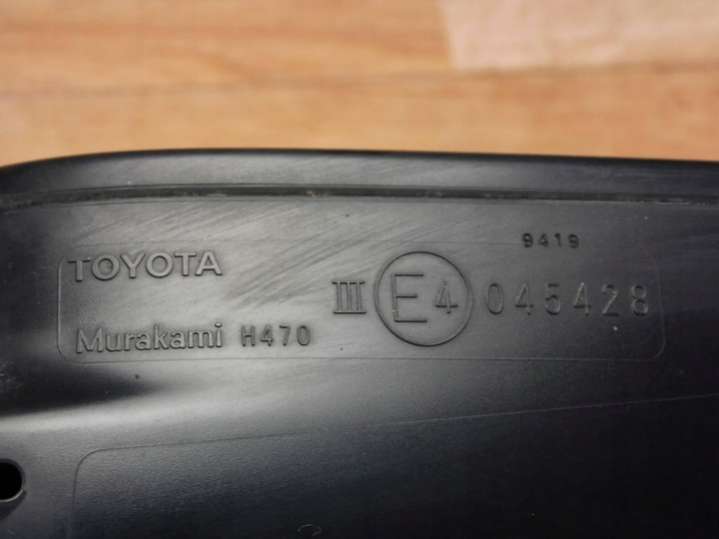 9419
TOYOTA
III E4 045428
Murakami H470